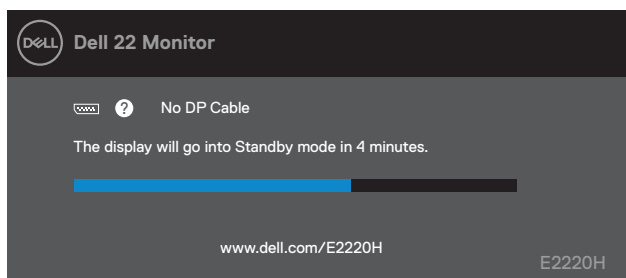 DELL
Dell 22 Monitor
No DP Cable
The display will go into Standby mode in 4 minutes.
www.dell.com/E2220H
E2220H